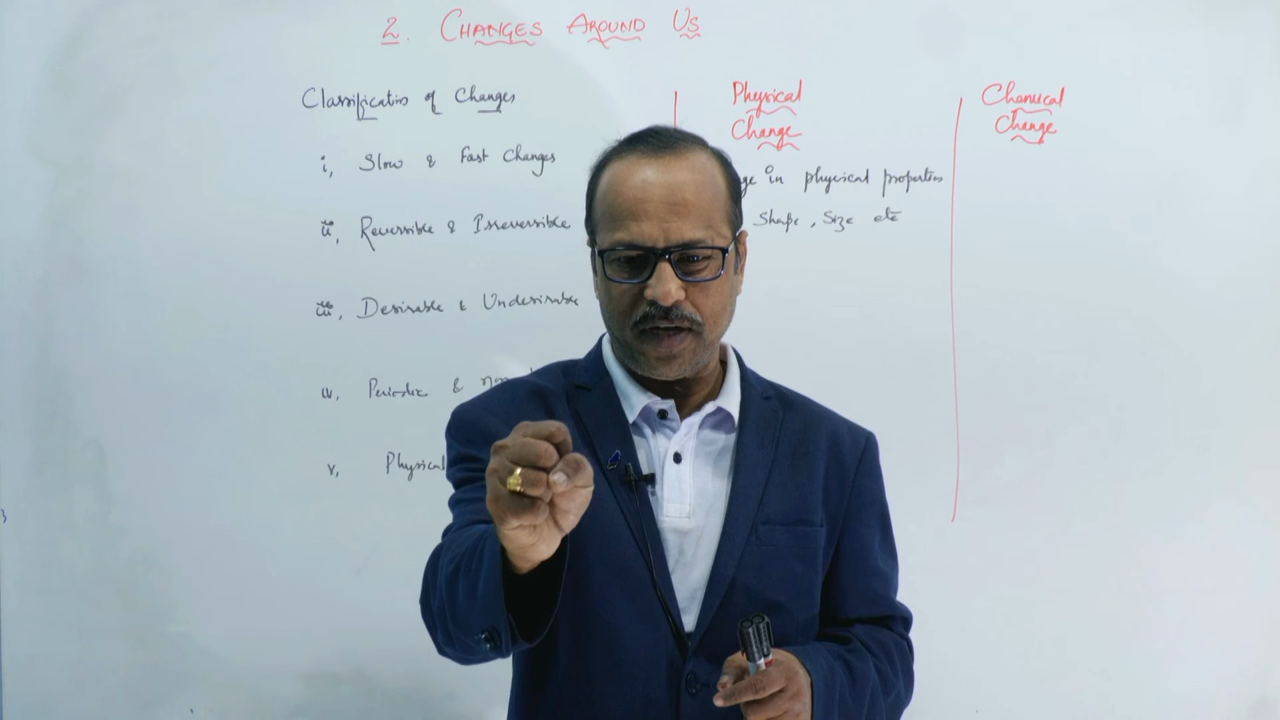 2. CHANGES AROUND US
Classification of Changes
i, Slow & Fast Changes
ii, Reversible & Irreversible
iii, Desirable & Undesirable
iv, Periodic &
v, Physical
Physical
Change
in physical properties
Shape, Size etc
Chemical
Change